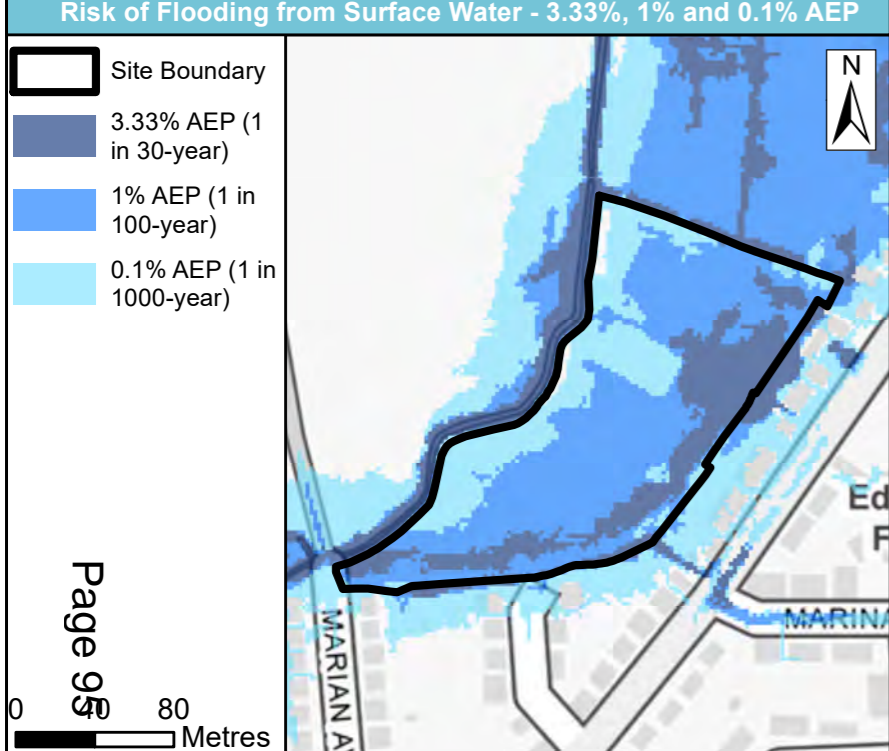 Risk of Flooding from Surface Water - 3.33%, 1% and 0.1% AEP
Site Boundary
3.33% AEP (1
in 30-year)
1% AEP (1 in
100-year)
0.1% AEP (1 in
1000-year)
Page 95
0 40 80
Metres
N
Ed
F
MARINA
MARIAN AV